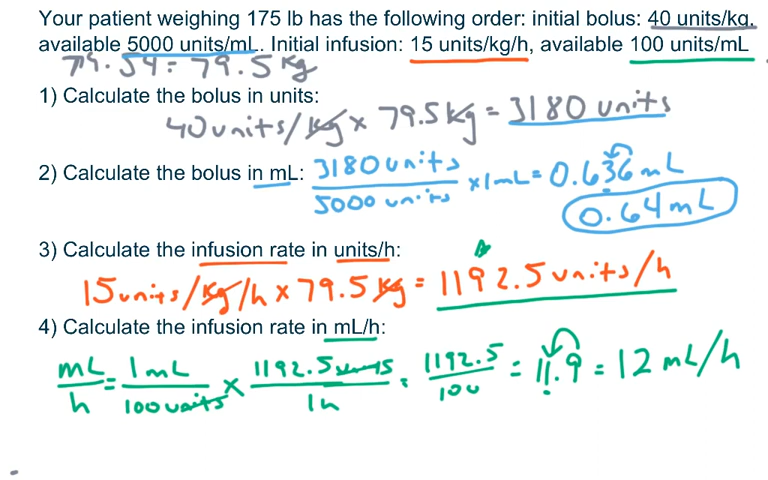 Your patient weighing 175 lb has the following order: initial bolus: 40 units/kg,
available 5000 units/mL. Initial infusion: 15 units/kg/h, available 100 units/mL
79.54 = 79.5 kg
1) Calculate the bolus in units:
40 units/kg x 79.5 kg = 3180 units
2) Calculate the bolus in mL: 3180 units / 5000 units x 1 mL = 0.636 mL
0.64 mL
3) Calculate the infusion rate in units/h:
15 units/kg/h x 79.5 kg = 1192.5 units/h
4) Calculate the infusion rate in mL/h:
mL/h = 1 mL/100 units x 1192.5 units/1h = 1192.5/100 = 11.9 = 12 mL/h